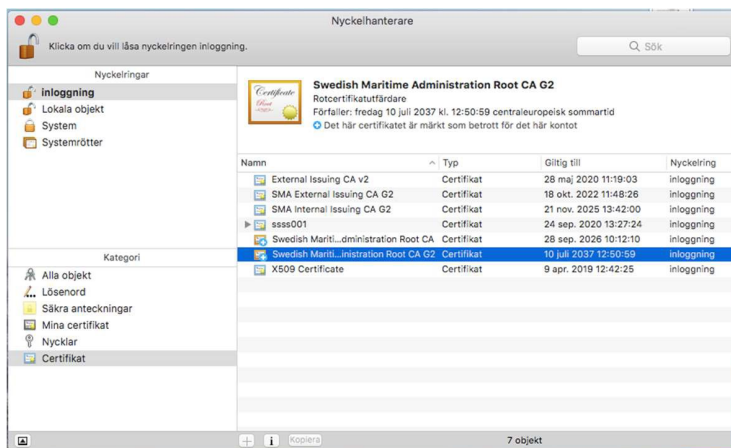 Nyckelhanterare
Klicka om du vill låsa nyckelringen inloggning.
Sök
Nyckelringar
inloggning
Lokala objekt
System
Systemrötter
Certificate
Root
Swedish Maritime Administration Root CA G2
Rotcertifikatutfärdare
Förfaller: fredag 10 juli 2037 kl. 12:50:59 centraleuropeisk sommartid
Det här certifikatet är märkt som betrott för det här kontot
Namn Typ Giltig till Nyckelring
External Issuing CA v2 Certifikat 28 maj 2020 11:19:03 inloggning
SMA External Issuing CA G2 Certifikat 18 okt. 2022 11:48:26 inloggning
SMA Internal Issuing CA G2 Certifikat 21 nov. 2025 13:42:00 inloggning
ssss001 Certifikat 24 sep. 2020 13:27:24 inloggning
Swedish Mariti...dministration Root CA Certifikat 28 sep. 2026 10:12:10 inloggning
Swedish Mariti...inistration Root CA G2 Certifikat 10 juli 2037 12:50:59 inloggning
X509 Certificate Certifikat 9 apr. 2019 12:42:25 inloggning
Kategori
Alla objekt
Lösenord
Säkra anteckningar
Mina certifikat
Nycklar
Certifikat
Kopiera
7 objekt